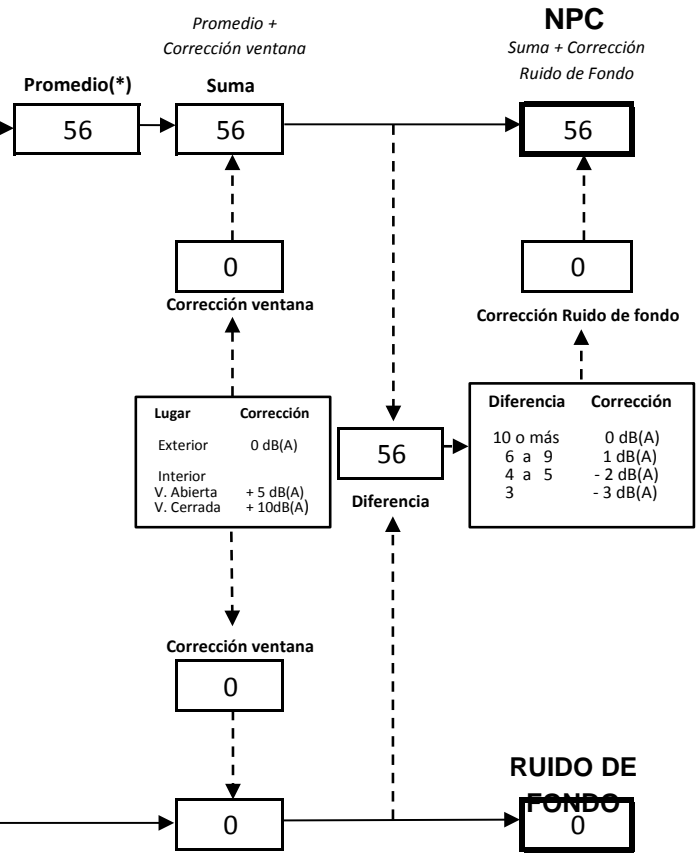 Promedio +
Corrección ventana
NPC
Suma + Corrección
Ruido de Fondo
Promedio(*)
Suma
56
56
56
0
0
Corrección ventana
Corrección Ruido de fondo
Lugar Corrección
Exterior 0 dB(A)
Interior
V. Abierta + 5 dB(A)
V. Cerrada + 10dB(A)
56
Diferencia
Diferencia Corrección
10 o más 0 dB(A)
6 a 9 1 dB(A)
4 a 5 - 2 dB(A)
3 - 3 dB(A)
Corrección ventana
0
RUIDO DE
FONDO
0
0